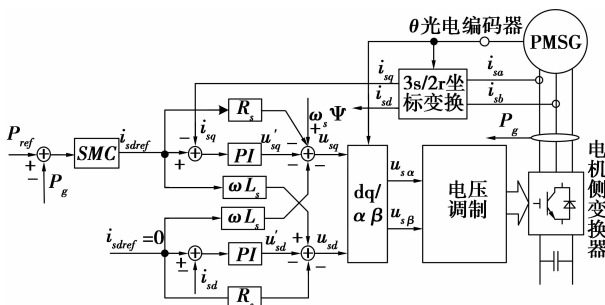 θ光电编码器
PMSG
i_sq
i_sd
3s/2r坐
标变换
i_sa
i_sb
P_g
P_ref
+
−
P_g
SMC
i_sdref
−
i_sq
+
R_s
PI
u'_sq
ω_s Ψ
+
−
−
−
u_sq
ωL_s
ωL_s
i_sdref=0
+
−
i_sd
PI
u'_sd
+
−
−
u_sd
R_s
dq/
αβ
u_sα
u_sβ
电压
调制
电机侧变换器